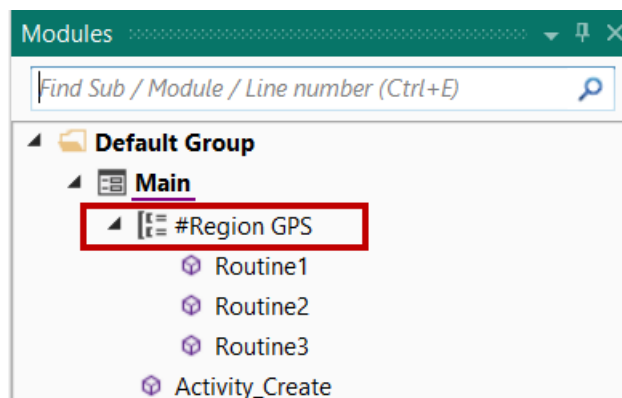 Modules
Find Sub / Module / Line number (Ctrl+E)
Default Group
Main
#Region GPS
Routine1
Routine2
Routine3
Activity_Create